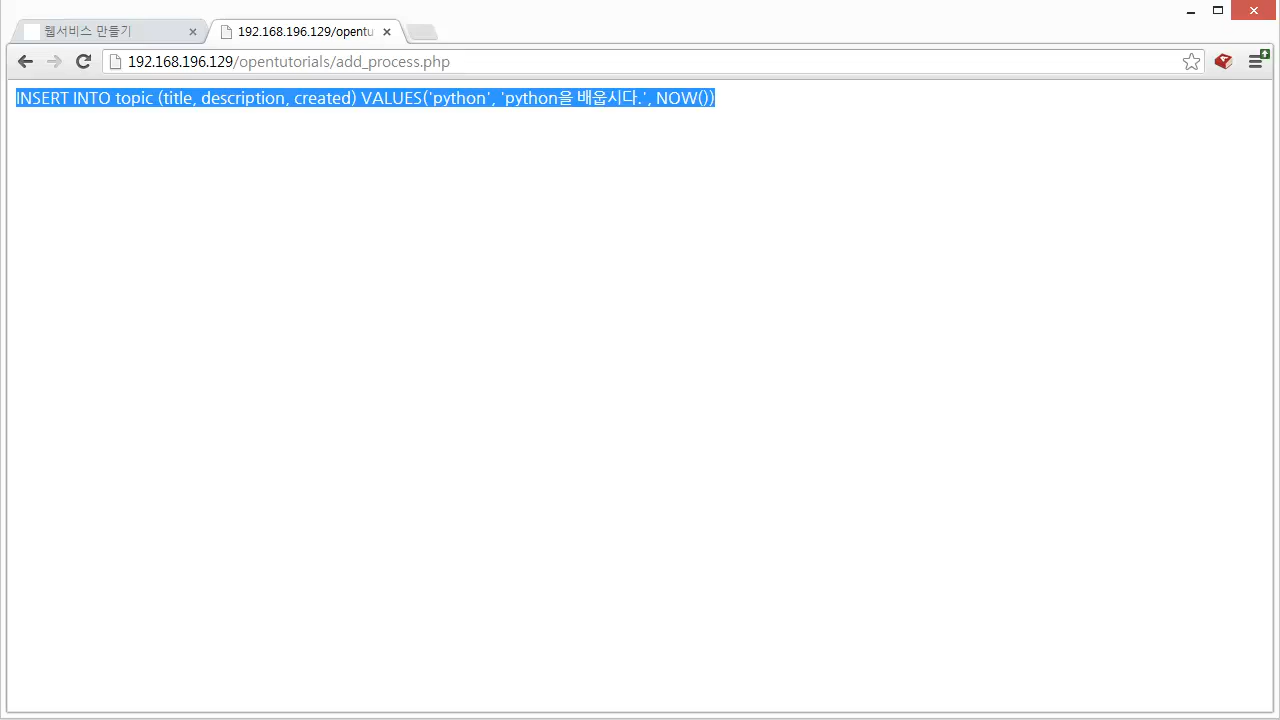 웹서비스 만들기
192.168.196.129/opentu
192.168.196.129/opentutorials/add_process.php
INSERT INTO topic (title, description, created) VALUES('python', 'python을 배웁시다.', NOW())